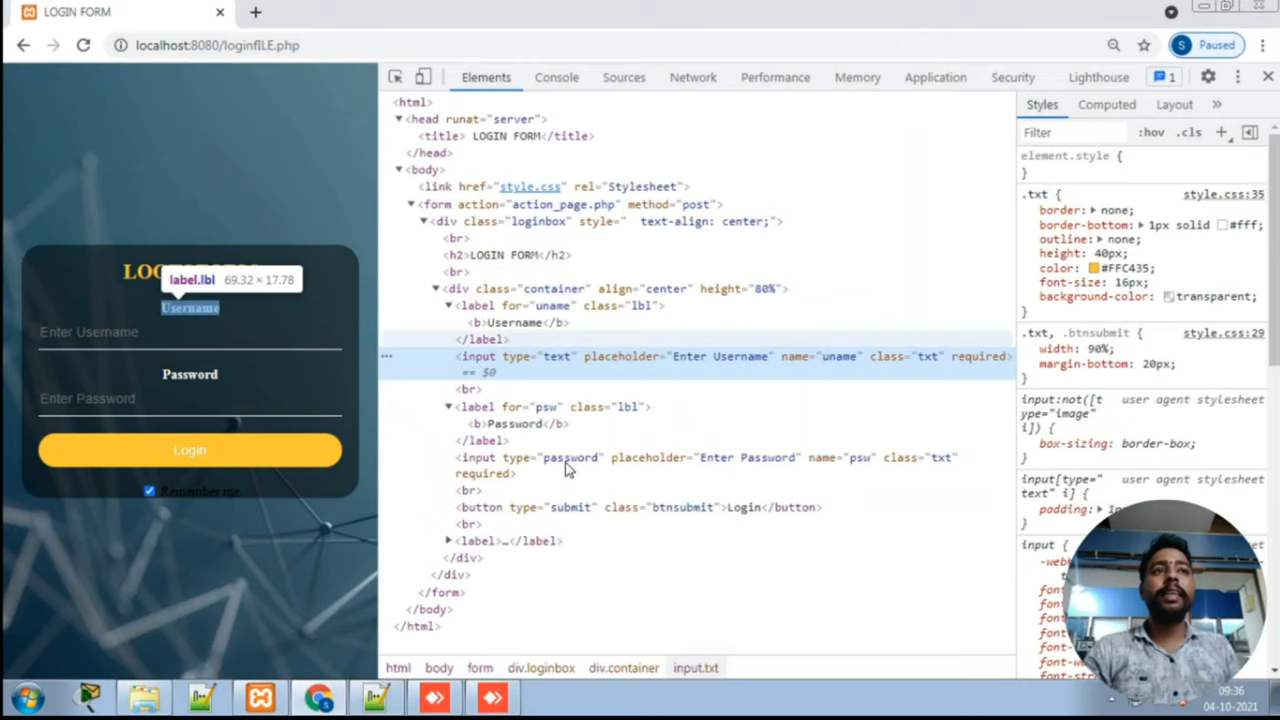 LOGIN FORM
localhost:8080/loginfILE.php
S Paused
Elements Console Sources Network Performance Memory Application Security Lighthouse 1
<html>
<head runat="server">
<title> LOGIN FORM</title>
</head>
<body>
<link href="style.css" rel="Stylesheet">
<form action="action_page.php" method="post">
<div class="loginbox" style=" text-align: center;">
<br>
<h2>LOGIN FORM</h2>
<br>
<div class="container" align="center" height="80%">
<label for="uname" class="lbl">
<b>Username</b>
</label>
<input type="text" placeholder="Enter Username" name="uname" class="txt" required>
== $0
<br>
<label for="psw" class="lbl">
<b>Password</b>
</label>
<input type="password" placeholder="Enter Password" name="psw" class="txt"
required>
<br>
<button type="submit" class="btnsubmit">Login</button>
<br>
<label>…</label>
</div>
</div>
</form>
</body>
</html>
html body form div.loginbox div.container input.txt
label.lbl 69.32 × 17.78
Username
Enter Username
Password
Enter Password
Login
Remember me
Styles Computed Layout
Filter :hov .cls
element.style {
}
.txt { style.css:35
border: none;
border-bottom: 1px solid #fff;
outline: none;
height: 40px;
color: #FFC435;
font-size: 16px;
background-color: transparent;
}
.txt, .btnsubmit { style.css:29
width: 90%;
margin-bottom: 20px;
}
input:not([t user agent stylesheet
ype="image"
i]) {
box-sizing: border-box;
}
input[type=" user agent stylesheet
text" i] {
padding:
}
input {
09:36
04-10-2021